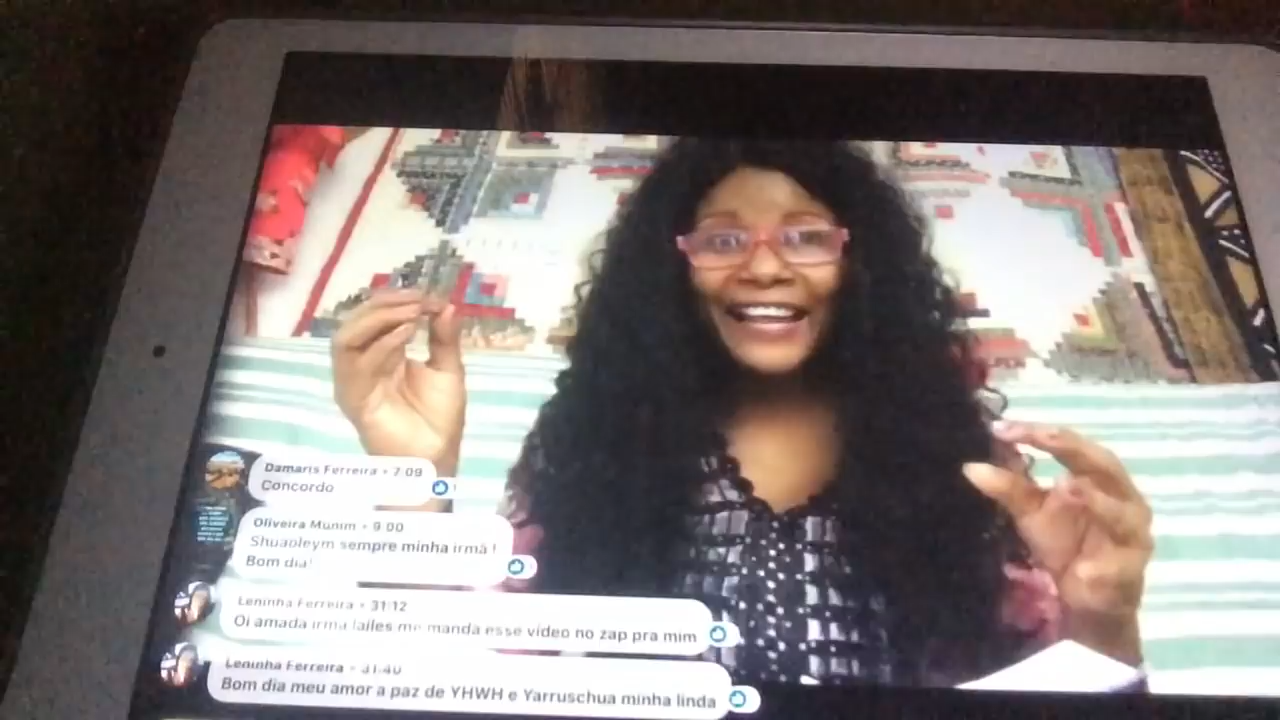 Damaris Ferreira • 7:09
Concordo
Oliveira Munim • 9:00
Shuaoleym sempre minha irmã !
Bom dia!
Leninha Ferreira • 31:12
Oi amada irma lailes me manda esse vídeo no zap pra mim
Leninha Ferreira • 31:40
Bom dia meu amor a paz de YHWH e Yarruschua minha linda